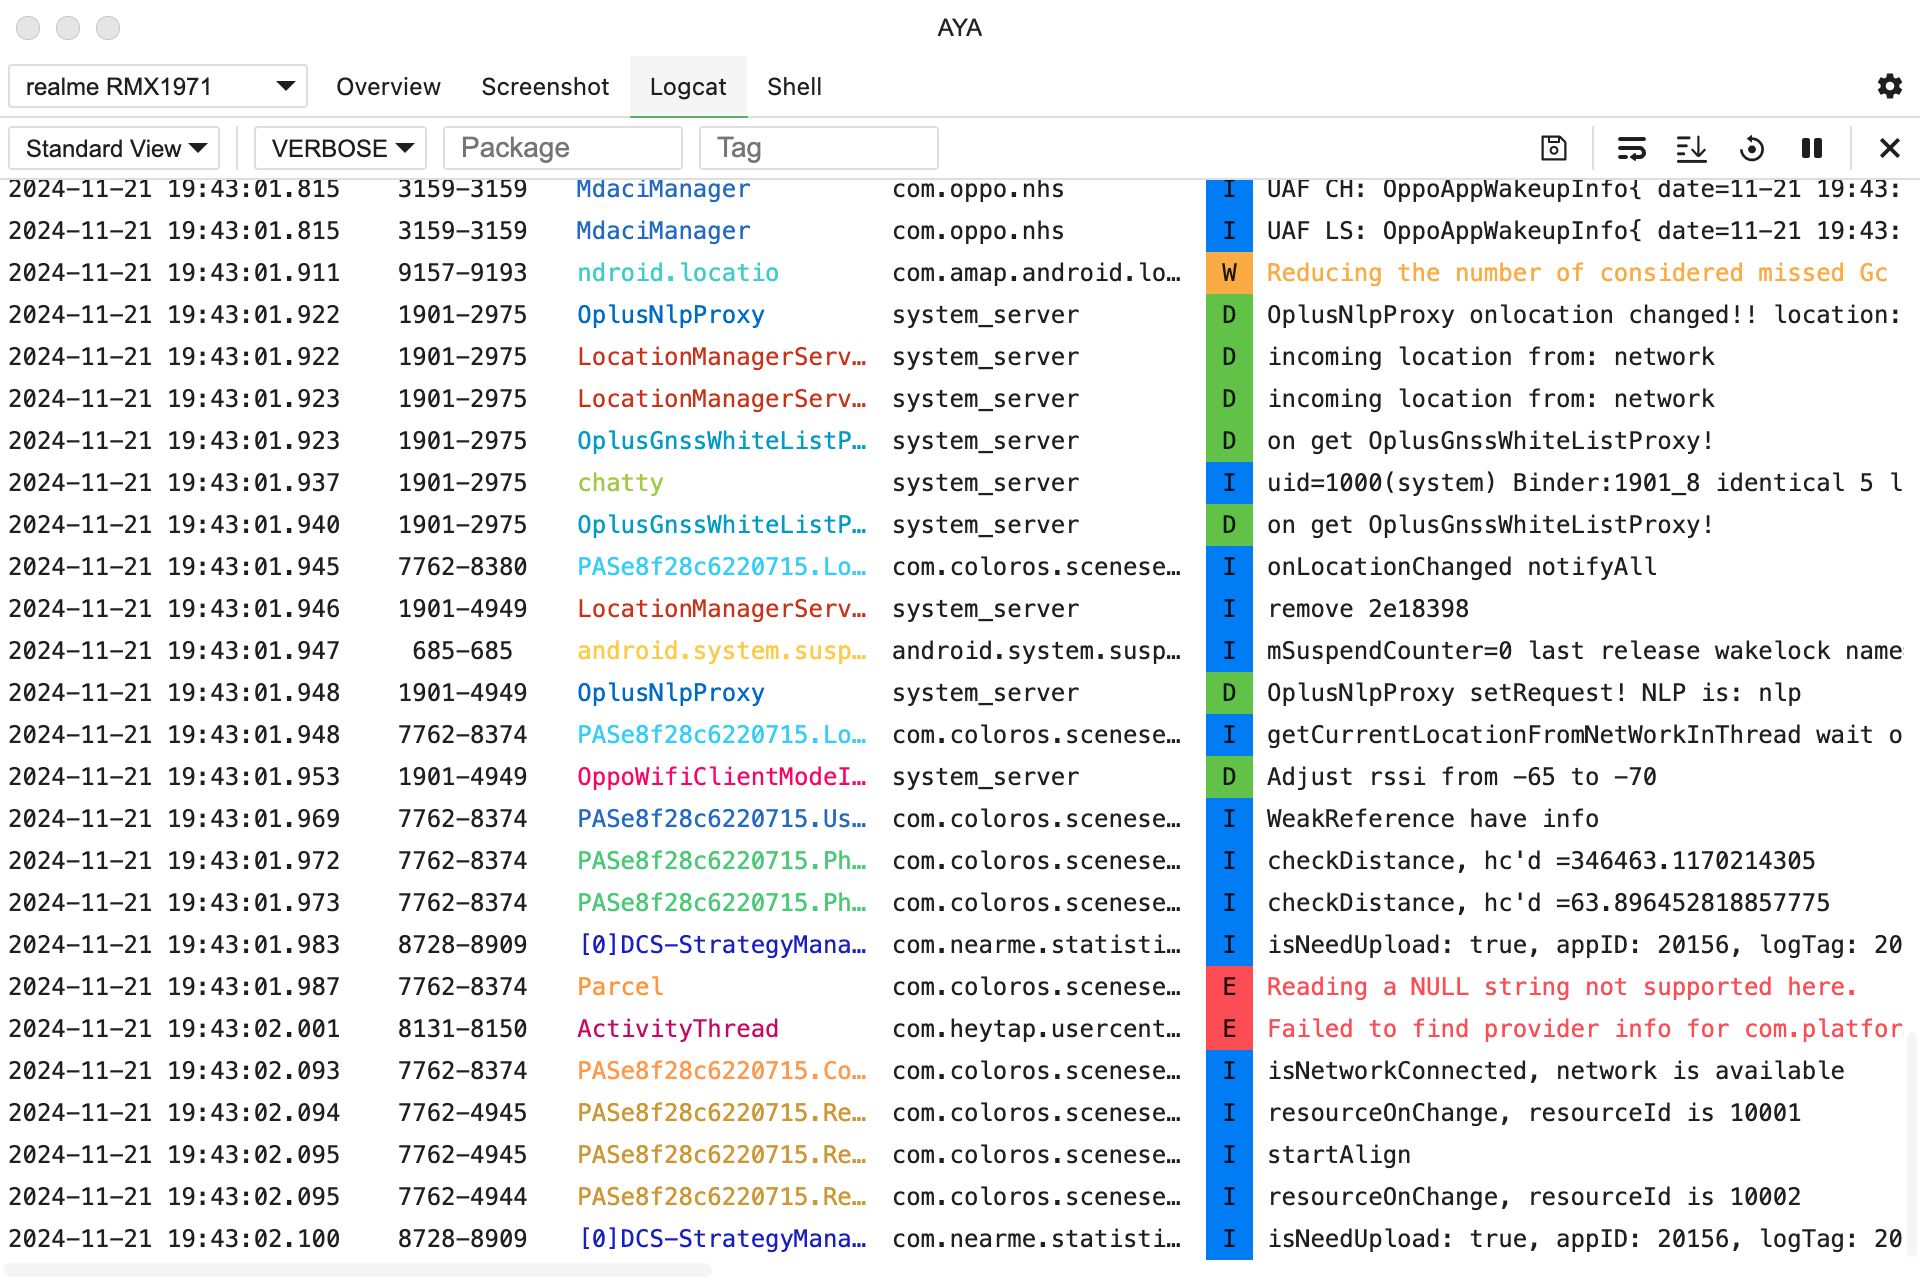 AYA
realme RMX1971 Overview Screenshot Logcat Shell
Standard View VERBOSE Package Tag
2024-11-21 19:43:01.815 3159-3159 MdaciManager com.oppo.nhs I UAF CH: OppoAppWakeupInfo{ date=11-21 19:43:
2024-11-21 19:43:01.815 3159-3159 MdaciManager com.oppo.nhs I UAF LS: OppoAppWakeupInfo{ date=11-21 19:43:
2024-11-21 19:43:01.911 9157-9193 ndroid.locatio com.amap.android.lo… W Reducing the number of considered missed Gc
2024-11-21 19:43:01.922 1901-2975 OplusNlpProxy system_server D OplusNlpProxy onlocation changed!! location:
2024-11-21 19:43:01.922 1901-2975 LocationManagerServ… system_server D incoming location from: network
2024-11-21 19:43:01.923 1901-2975 LocationManagerServ… system_server D incoming location from: network
2024-11-21 19:43:01.923 1901-2975 OplusGnssWhiteListP… system_server D on get OplusGnssWhiteListProxy!
2024-11-21 19:43:01.937 1901-2975 chatty system_server I uid=1000(system) Binder:1901_8 identical 5 l
2024-11-21 19:43:01.940 1901-2975 OplusGnssWhiteListP… system_server D on get OplusGnssWhiteListProxy!
2024-11-21 19:43:01.945 7762-8380 PASe8f28c6220715.Lo… com.coloros.scenese… I onLocationChanged notifyAll
2024-11-21 19:43:01.946 1901-4949 LocationManagerServ… system_server I remove 2e18398
2024-11-21 19:43:01.947 685-685 android.system.susp… android.system.susp… I mSuspendCounter=0 last release wakelock name
2024-11-21 19:43:01.948 1901-4949 OplusNlpProxy system_server D OplusNlpProxy setRequest! NLP is: nlp
2024-11-21 19:43:01.948 7762-8374 PASe8f28c6220715.Lo… com.coloros.scenese… I getCurrentLocationFromNetWorkInThread wait o
2024-11-21 19:43:01.953 1901-4949 OppoWifiClientModeI… system_server D Adjust rssi from -65 to -70
2024-11-21 19:43:01.969 7762-8374 PASe8f28c6220715.Us… com.coloros.scenese… I WeakReference have info
2024-11-21 19:43:01.972 7762-8374 PASe8f28c6220715.Ph… com.coloros.scenese… I checkDistance, hc'd =346463.1170214305
2024-11-21 19:43:01.973 7762-8374 PASe8f28c6220715.Ph… com.coloros.scenese… I checkDistance, hc'd =63.896452818857775
2024-11-21 19:43:01.983 8728-8909 [0]DCS-StrategyMana… com.nearme.statisti… I isNeedUpload: true, appID: 20156, logTag: 20
2024-11-21 19:43:01.987 7762-8374 Parcel com.coloros.scenese… E Reading a NULL string not supported here.
2024-11-21 19:43:02.001 8131-8150 ActivityThread com.heytap.usercent… E Failed to find provider info for com.platfor
2024-11-21 19:43:02.093 7762-8374 PASe8f28c6220715.Co… com.coloros.scenese… I isNetworkConnected, network is available
2024-11-21 19:43:02.094 7762-4945 PASe8f28c6220715.Re… com.coloros.scenese… I resourceOnChange, resourceId is 10001
2024-11-21 19:43:02.095 7762-4945 PASe8f28c6220715.Re… com.coloros.scenese… I startAlign
2024-11-21 19:43:02.095 7762-4944 PASe8f28c6220715.Re… com.coloros.scenese… I resourceOnChange, resourceId is 10002
2024-11-21 19:43:02.100 8728-8909 [0]DCS-StrategyMana… com.nearme.statisti… I isNeedUpload: true, appID: 20156, logTag: 20